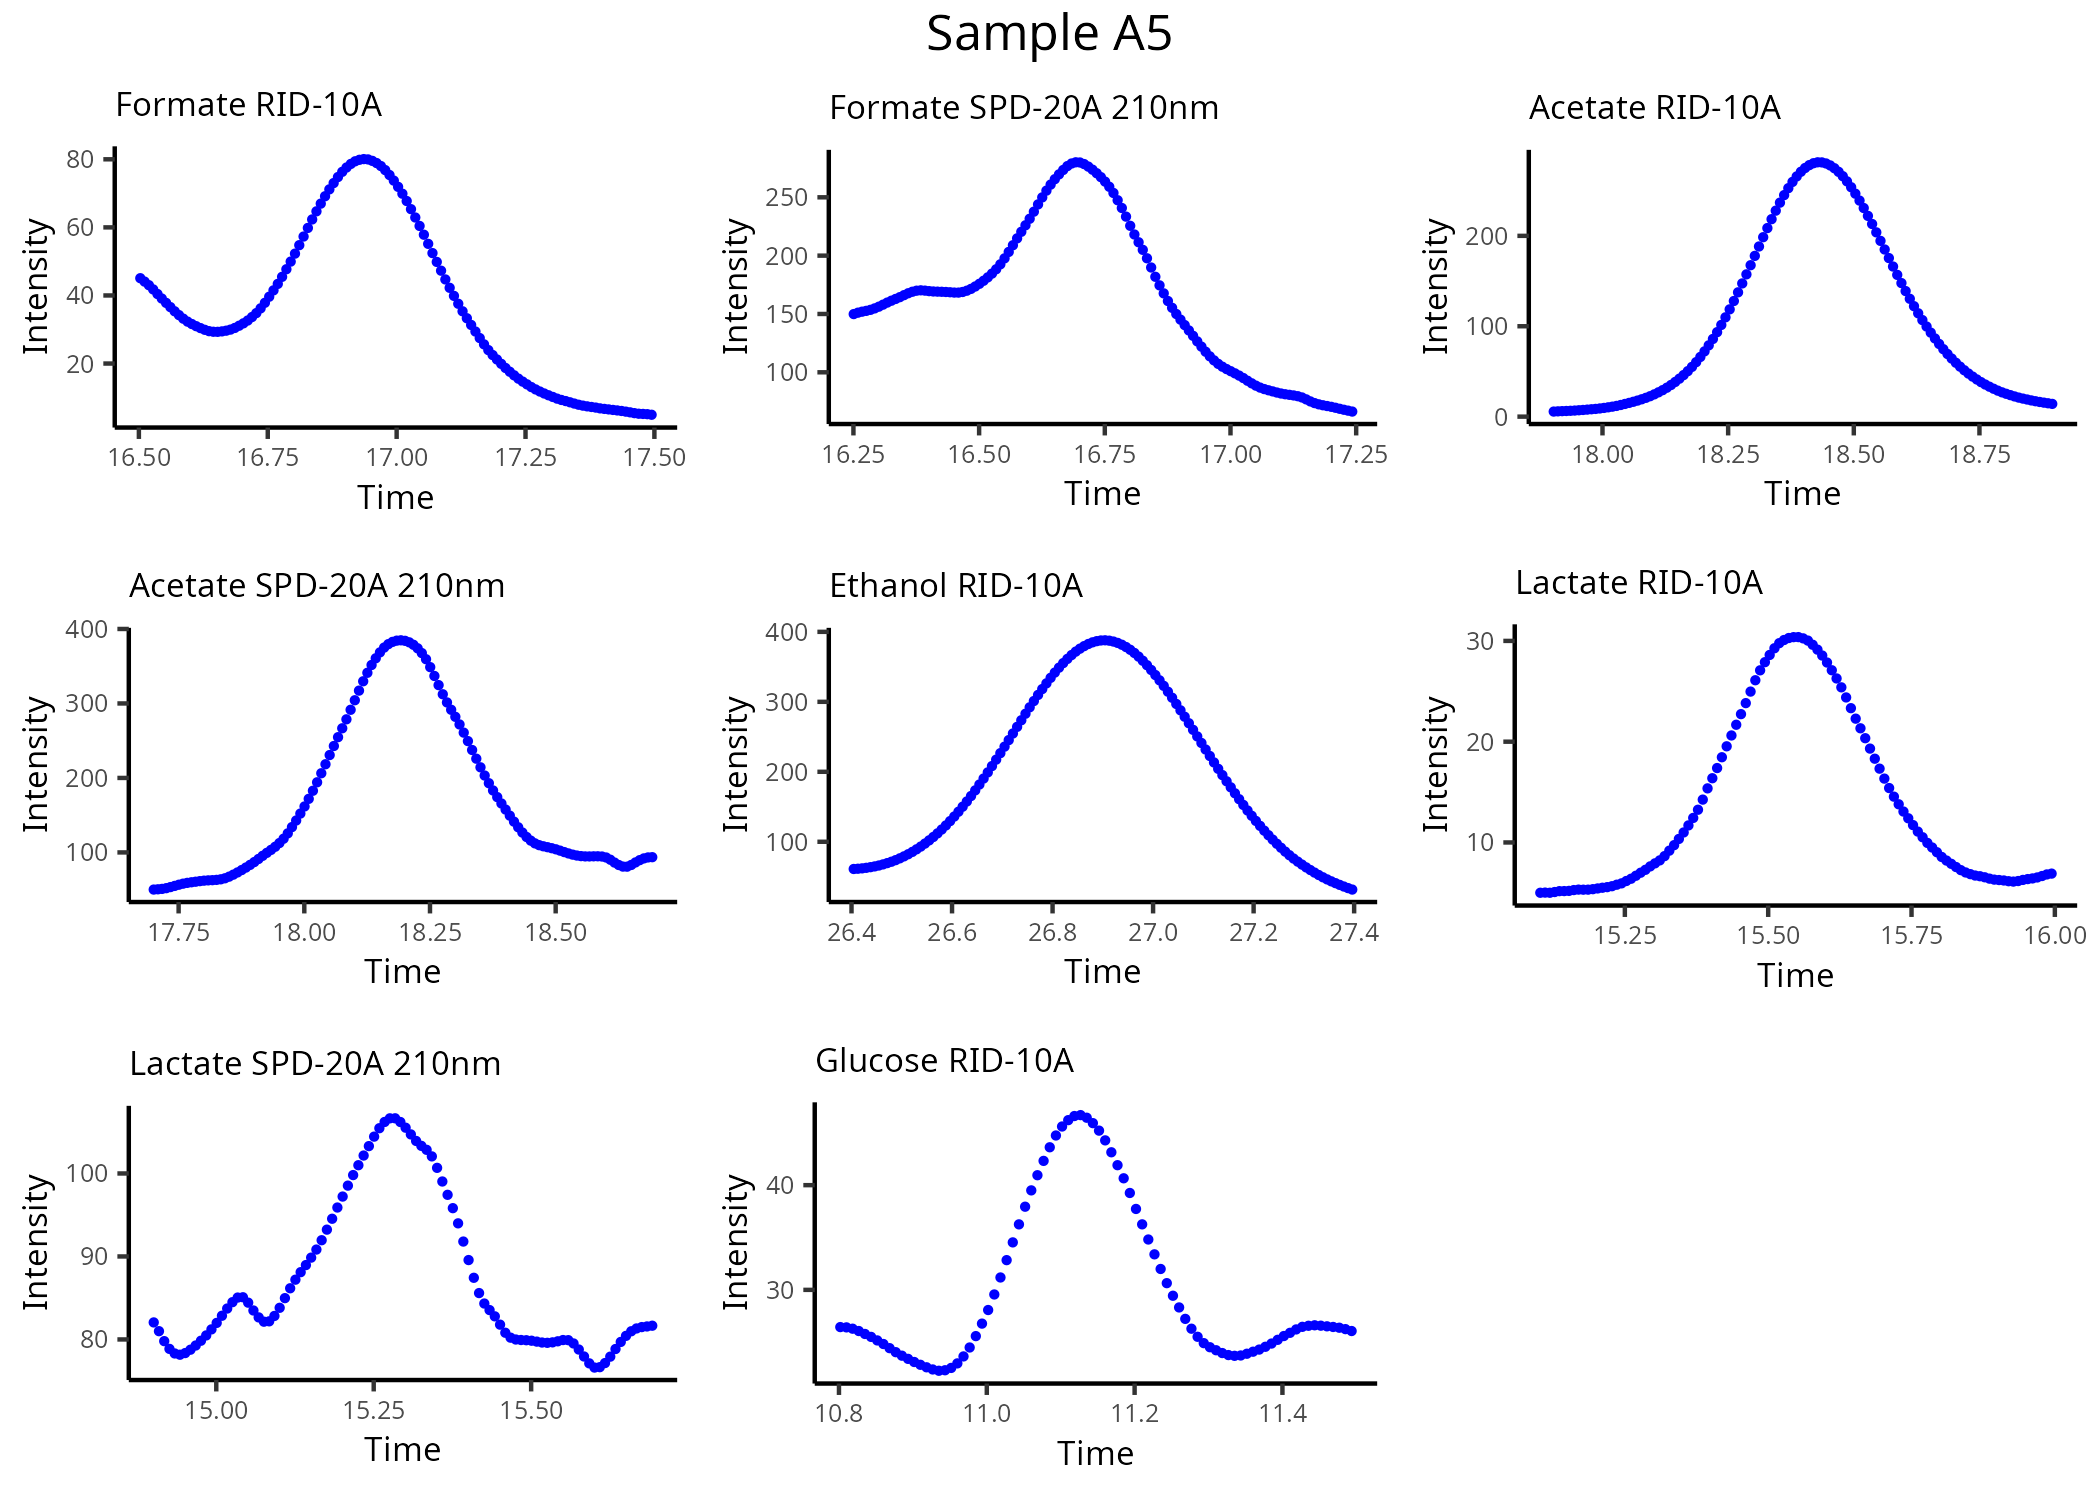 Sample A5
Formate RID-10A
Intensity
80
60
40
20
16.50 16.75 17.00 17.25 17.50
Time
Formate SPD-20A 210nm
Intensity
250
200
150
100
16.25 16.50 16.75 17.00 17.25
Time
Acetate RID-10A
Intensity
200
100
0
18.00 18.25 18.50 18.75
Time
Acetate SPD-20A 210nm
Intensity
400
300
200
100
17.75 18.00 18.25 18.50
Time
Ethanol RID-10A
Intensity
400
300
200
100
26.4 26.6 26.8 27.0 27.2 27.4
Time
Lactate RID-10A
Intensity
30
20
10
15.25 15.50 15.75 16.00
Time
Lactate SPD-20A 210nm
Intensity
100
90
80
15.00 15.25 15.50
Time
Glucose RID-10A
Intensity
40
30
10.8 11.0 11.2 11.4
Time